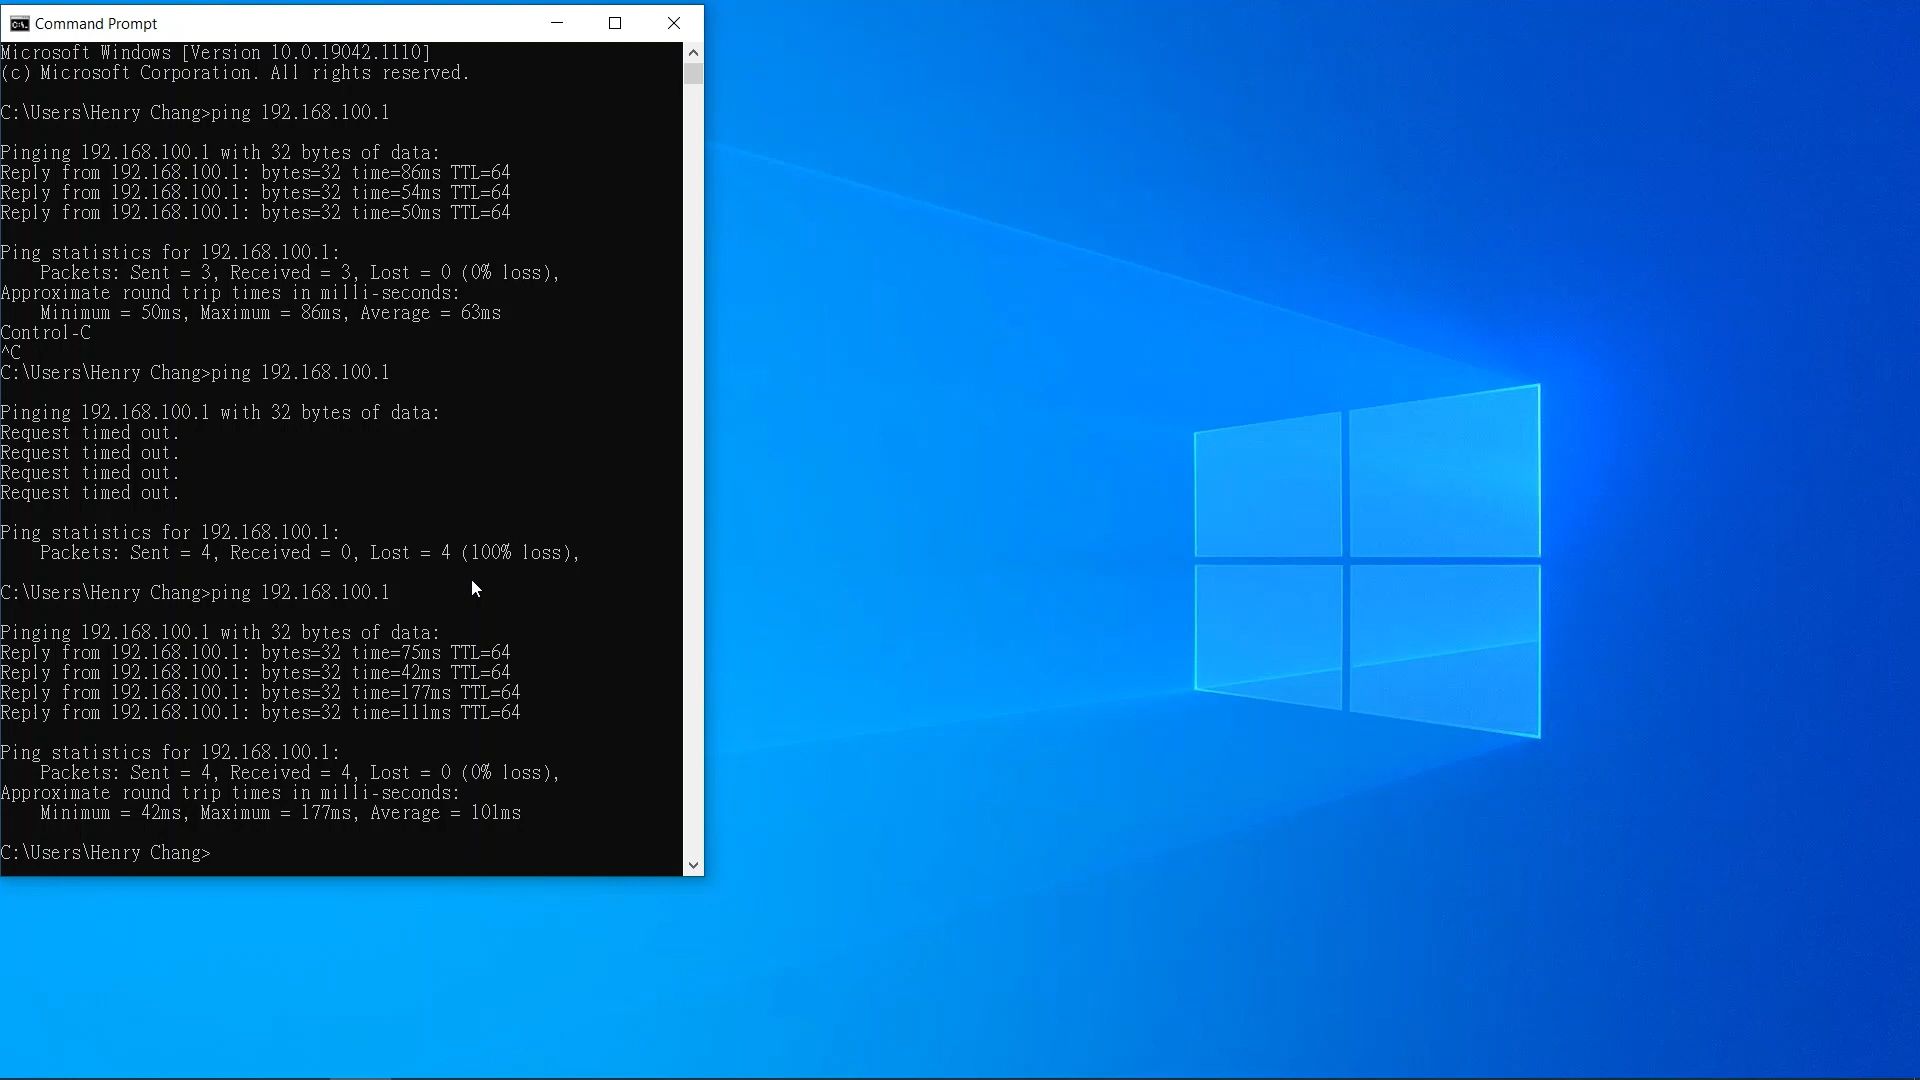 Command Prompt
Microsoft Windows [Version 10.0.19042.1110]
(c) Microsoft Corporation. All rights reserved.
C:\Users\Henry Chang>ping 192.168.100.1
Pinging 192.168.100.1 with 32 bytes of data:
Reply from 192.168.100.1: bytes=32 time=86ms TTL=64
Reply from 192.168.100.1: bytes=32 time=54ms TTL=64
Reply from 192.168.100.1: bytes=32 time=50ms TTL=64
Ping statistics for 192.168.100.1:
Packets: Sent = 3, Received = 3, Lost = 0 (0% loss),
Approximate round trip times in milli-seconds:
Minimum = 50ms, Maximum = 86ms, Average = 63ms
Control-C
^C
C:\Users\Henry Chang>ping 192.168.100.1
Pinging 192.168.100.1 with 32 bytes of data:
Request timed out.
Request timed out.
Request timed out.
Request timed out.
Ping statistics for 192.168.100.1:
Packets: Sent = 4, Received = 0, Lost = 4 (100% loss),
C:\Users\Henry Chang>ping 192.168.100.1
Pinging 192.168.100.1 with 32 bytes of data:
Reply from 192.168.100.1: bytes=32 time=75ms TTL=64
Reply from 192.168.100.1: bytes=32 time=42ms TTL=64
Reply from 192.168.100.1: bytes=32 time=177ms TTL=64
Reply from 192.168.100.1: bytes=32 time=111ms TTL=64
Ping statistics for 192.168.100.1:
Packets: Sent = 4, Received = 4, Lost = 0 (0% loss),
Approximate round trip times in milli-seconds:
Minimum = 42ms, Maximum = 177ms, Average = 101ms
C:\Users\Henry Chang>